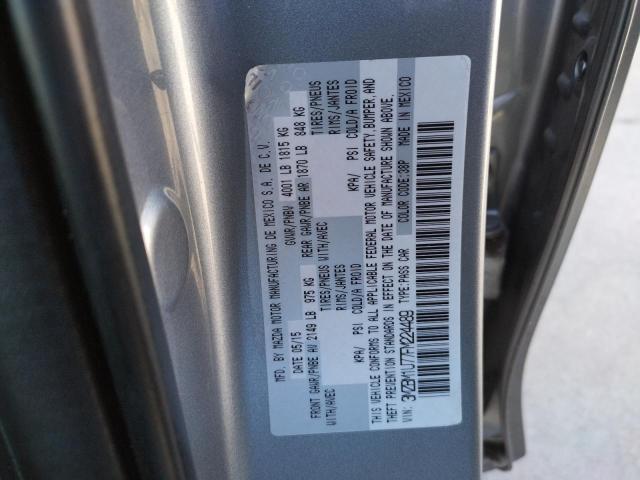 MFD. BY MAZDA MOTOR MANUFACTURING DE MEXICO S.A. DE C.V.
DATE 05/15 GVWR/PNBV 4001 LB 1815 KG
FRONT GAWR/PNBE AV 2149 LB 975 KG REAR GAWR/PNBE AR 1870 LB 848 KG
WITH/AVEC TIRES/PNEUS WITH/AVEC TIRES/PNEUS
RIMS/JANTES RIMS/JANTES
KPA/ PSI COLD/A FROID KPA/ PSI COLD/A FROID
THIS VEHICLE CONFORMS TO ALL APPLICABLE FEDERAL MOTOR VEHICLE SAFETY,BUMPER,AND
THEFT PREVENTION STANDARDS IN EFFECT ON THE DATE OF MANUFACTURE SHOWN ABOVE.
VIN: 3MZBM1U77FM224489 TYPE:PASS CAR COLOR CODE:38P MADE IN MEXICO